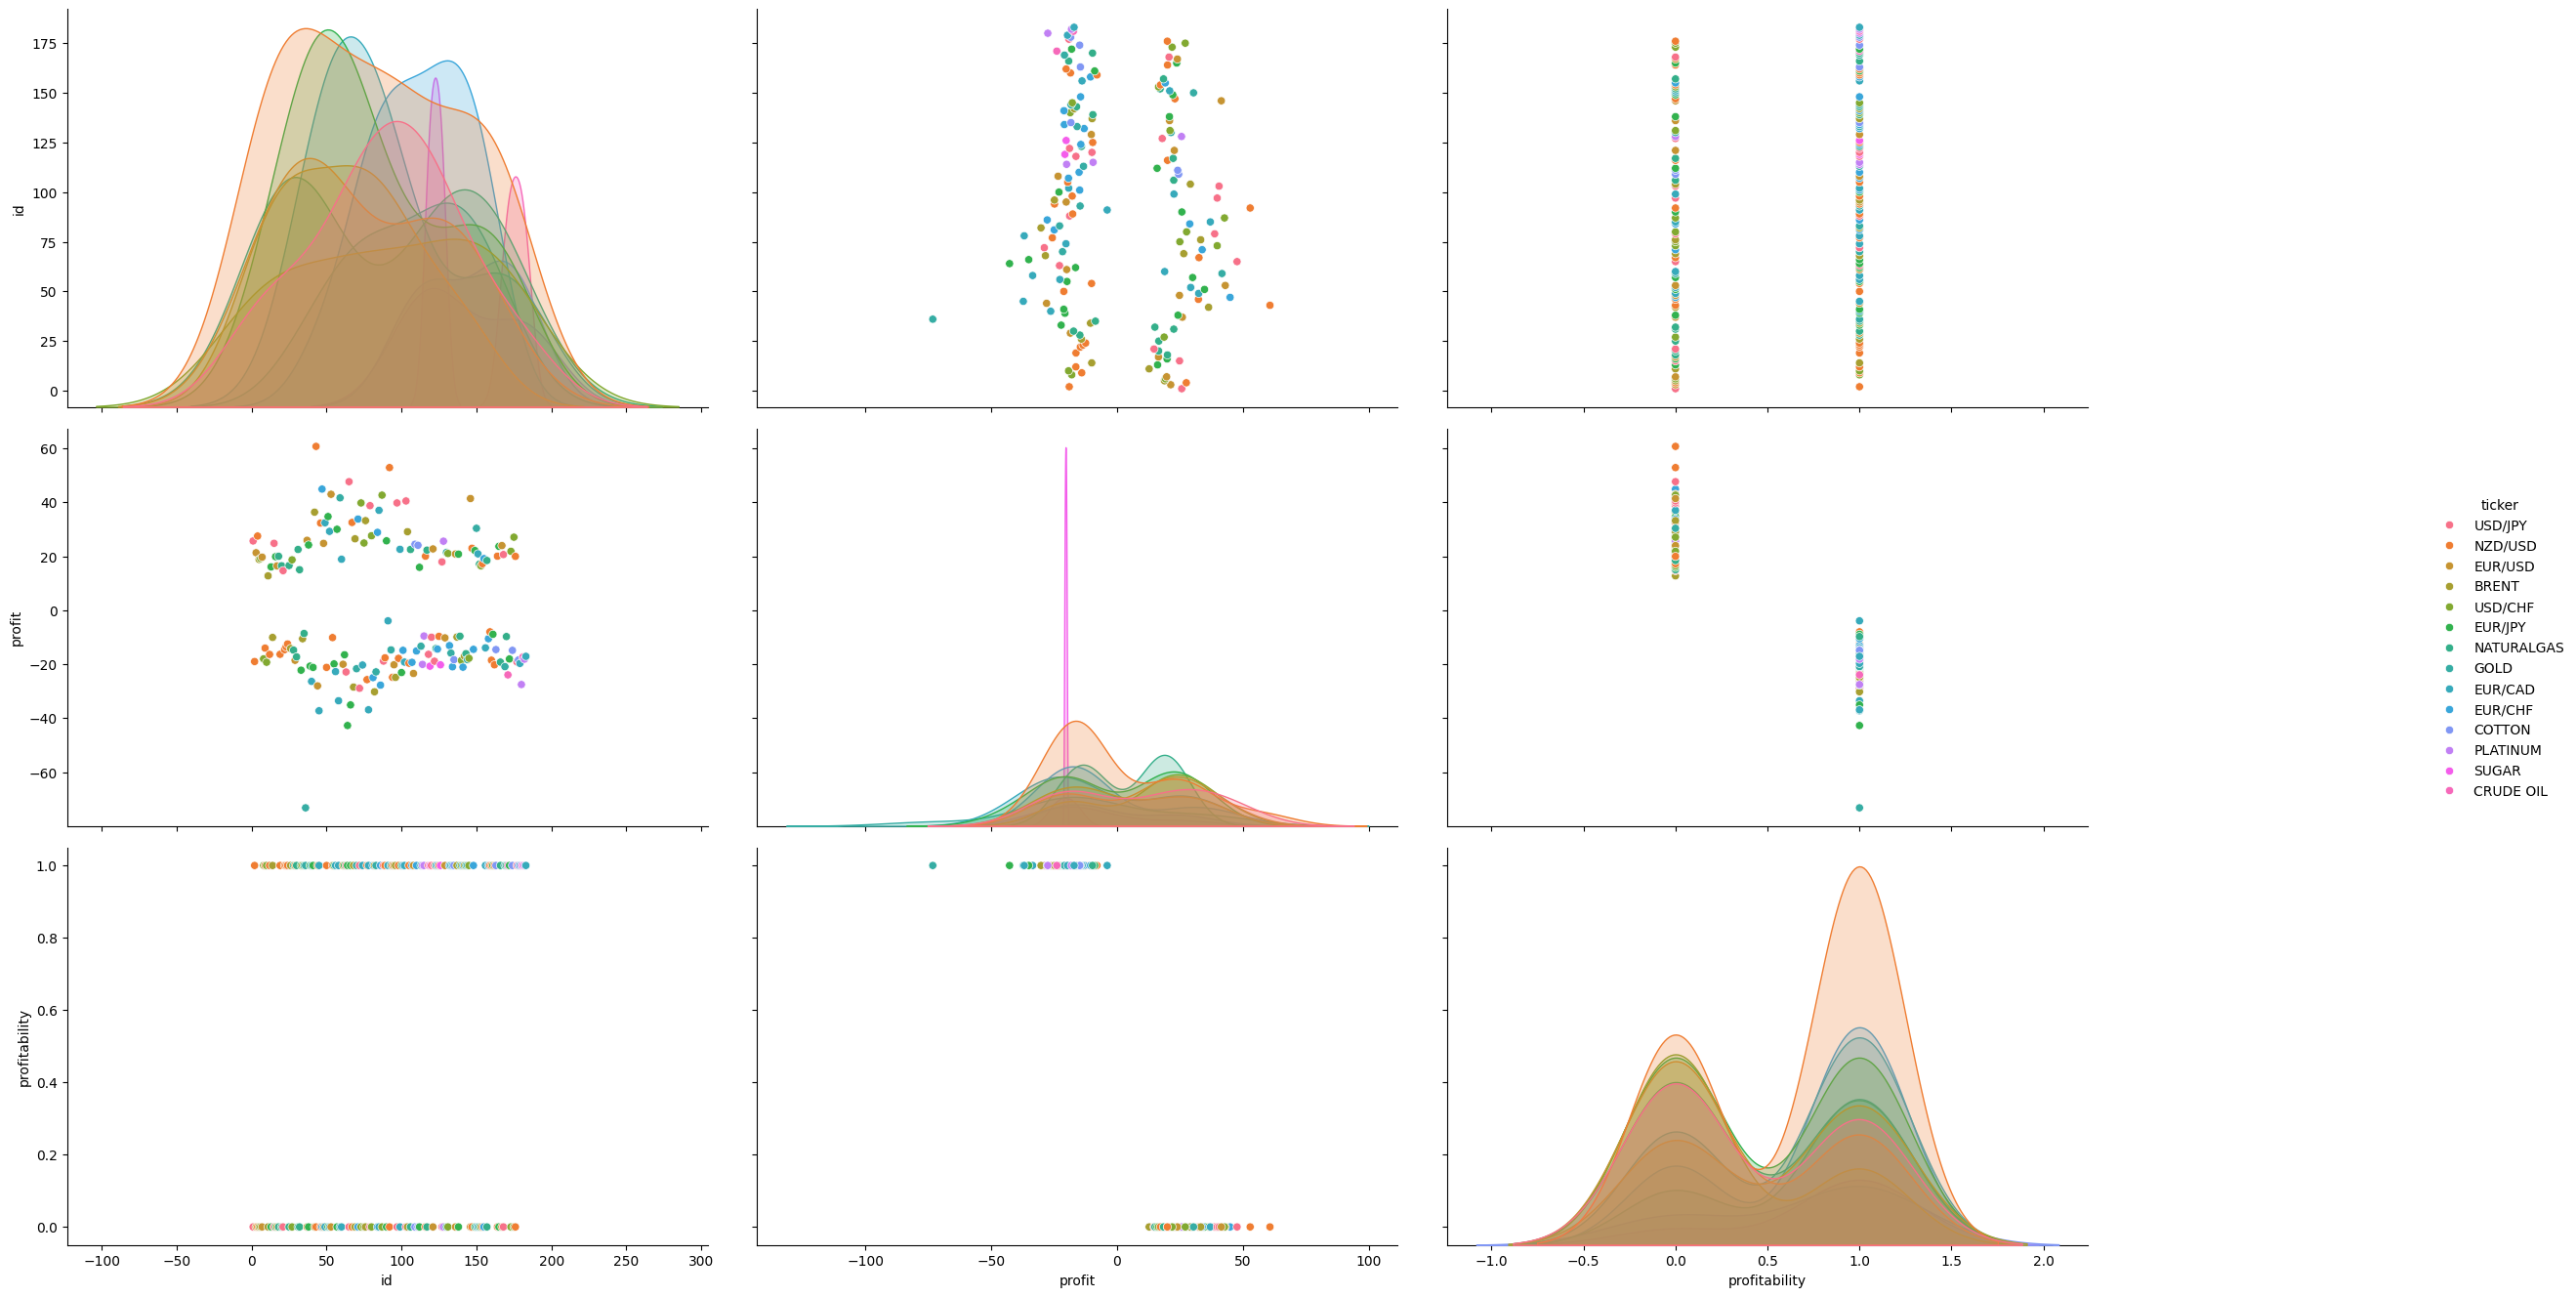 175
150
125
100
75
50
25
0
id
60
40
20
0
−20
−40
−60
profit
1.0
0.8
0.6
0.4
0.2
0.0
profitability
−100 −50 0 50 100 150 200 250 300
id
−100 −50 0 50 100
profit
−1.0 −0.5 0.0 0.5 1.0 1.5 2.0
profitability
ticker
USD/JPY
NZD/USD
EUR/USD
BRENT
USD/CHF
EUR/JPY
NATURALGAS
GOLD
EUR/CAD
EUR/CHF
COTTON
PLATINUM
SUGAR
CRUDE OIL